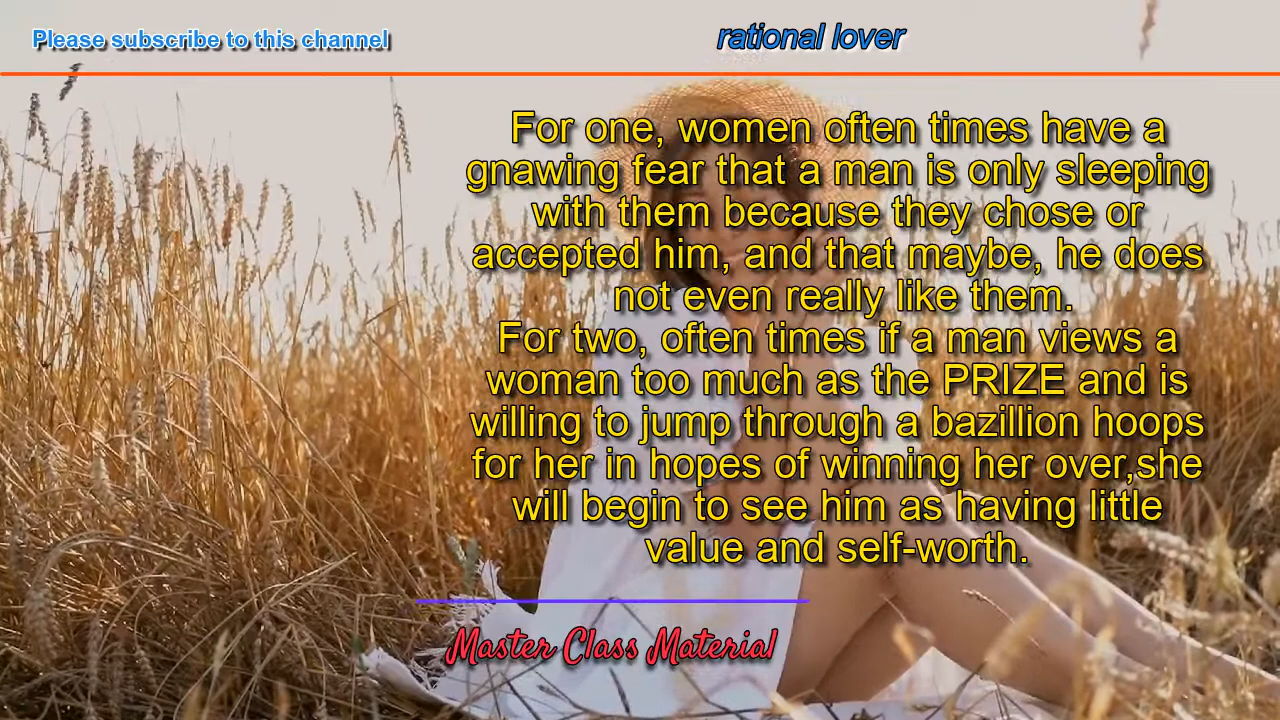 Please subscribe to this channel
rational lover
For one, women often times have a
gnawing fear that a man is only sleeping
with them because they chose or
accepted him, and that maybe, he does
not even really like them.
For two, often times if a man views a
woman too much as the PRIZE and is
willing to jump through a bazillion hoops
for her in hopes of winning her over,she
will begin to see him as having little
value and self-worth.
Master Class Material